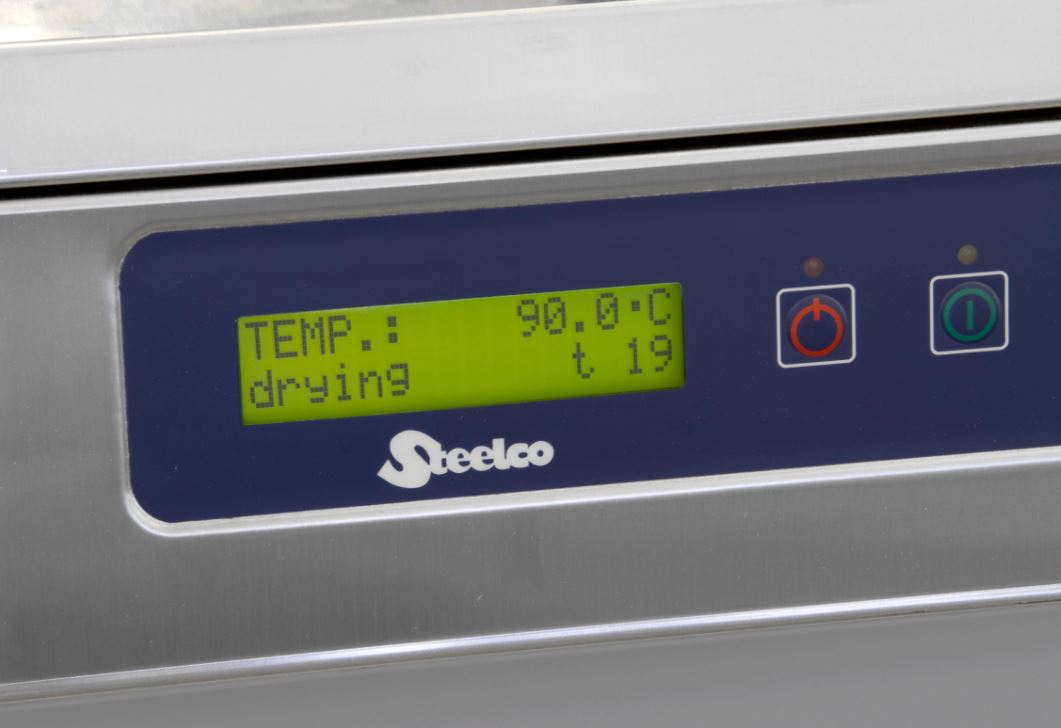 TEMP.: 90.0°C
drying t 19
Steelco